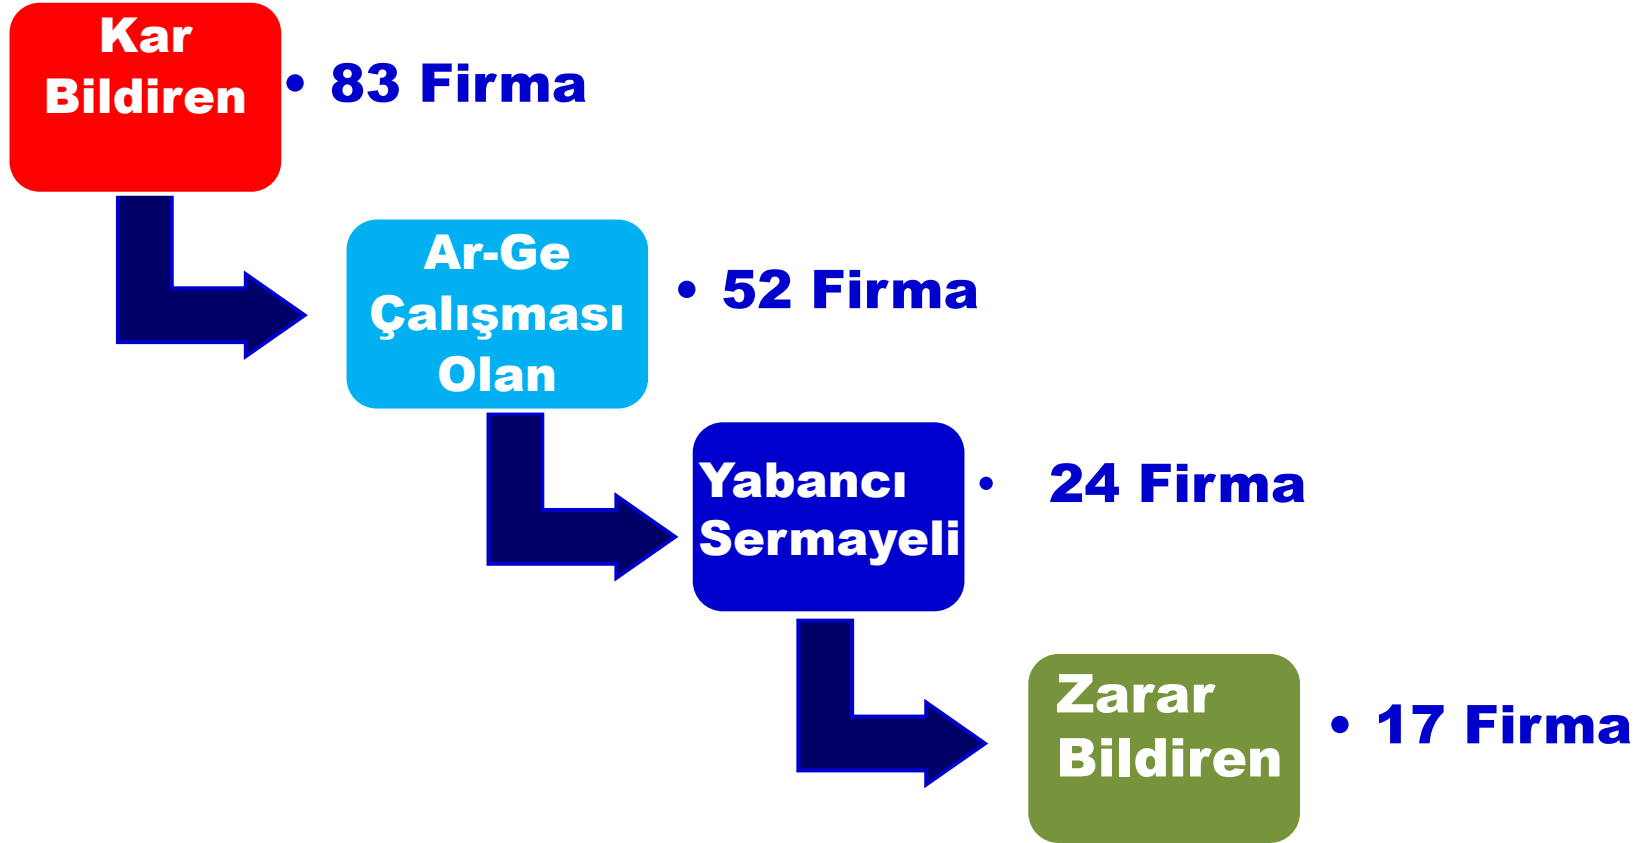 Kar
Bildiren
• 83 Firma
Ar-Ge
Çalışması
Olan
• 52 Firma
Yabancı
Sermayeli
• 24 Firma
Zarar
Bildiren
• 17 Firma